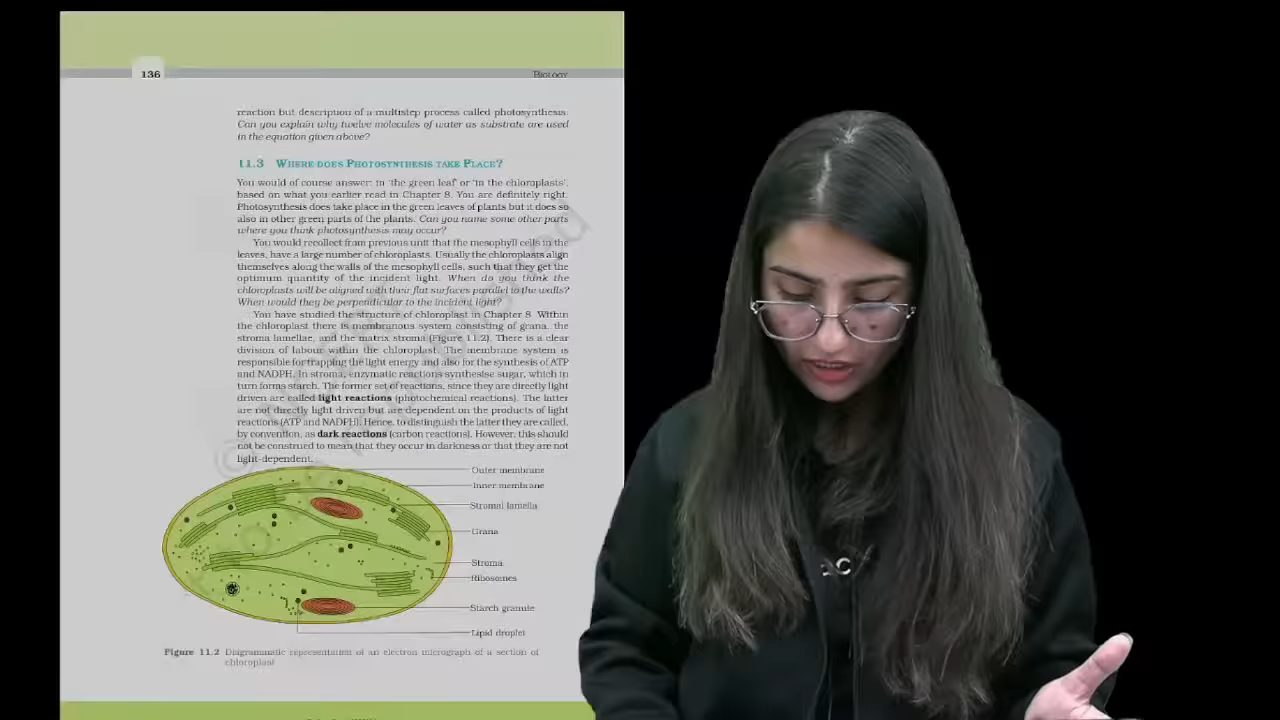 136
BIOLOGY
reaction but description of a multistep process called photosynthesis.
Can you explain why twelve molecules of water as substrate are used
in the equation given above?
11.3 WHERE DOES PHOTOSYNTHESIS TAKE PLACE?
You would of course answer: in 'the green leaf' or 'in the chloroplasts',
based on what you earlier read in Chapter 8. You are definitely right.
Photosynthesis does take place in the green leaves of plants but it does so
also in other green parts of the plants. Can you name some other parts
where you think photosynthesis may occur?
You would recollect from previous unit that the mesophyll cells in the
leaves, have a large number of chloroplasts. Usually the chloroplasts align
themselves along the walls of the mesophyll cells, such that they get the
optimum quantity of the incident light. When do you think the
chloroplasts will be aligned with their flat surfaces parallel to the walls?
When would they be perpendicular to the incident light?
You have studied the structure of chloroplast in Chapter 8. Within
the chloroplast there is membranous system consisting of grana, the
stroma lamellae, and the matrix stroma (Figure 11.2). There is a clear
division of labour within the chloroplast. The membrane system is
responsible for trapping the light energy and also for the synthesis of ATP
and NADPH. In stroma, enzymatic reactions synthesise sugar, which in
turn forms starch. The former set of reactions, since they are directly light
driven are called light reactions (photochemical reactions). The latter
are not directly light driven but are dependent on the products of light
reactions (ATP and NADPH). Hence, to distinguish the latter they are called,
by convention, as dark reactions (carbon reactions). However, this should
not be construed to mean that they occur in darkness or that they are not
light-dependent.
Outer membrane
Inner membrane
Stromal lamella
Grana
Stroma
Ribosomes
Starch granule
Lipid droplet
Figure 11.2 Diagrammatic representation of an electron micrograph of a section of
chloroplast